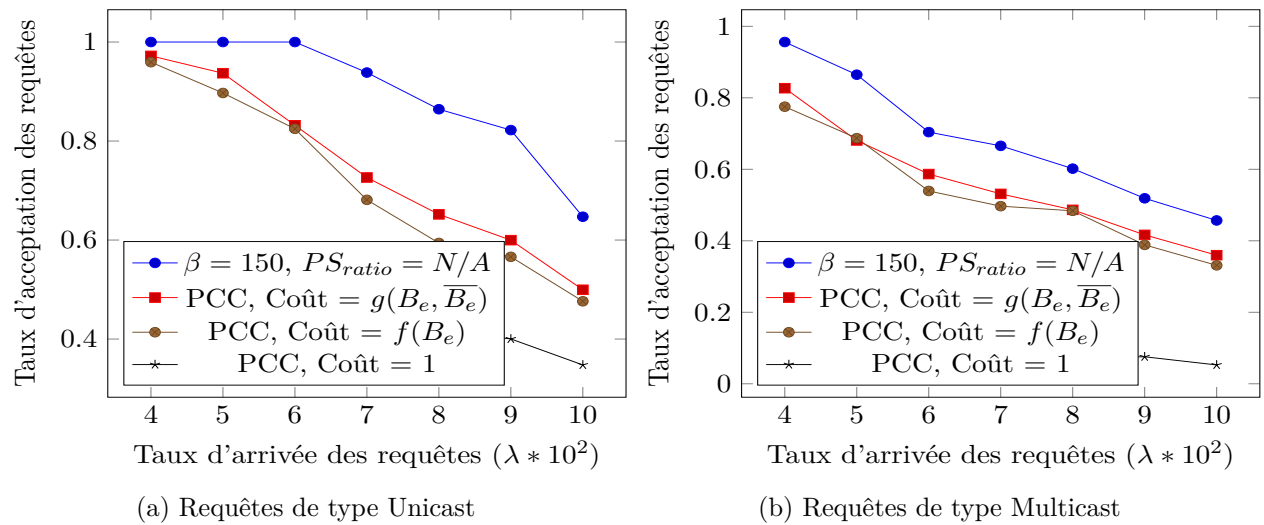 Taux d'acceptation des requêtes
1
0.8
0.6
0.4
β = 150, PS_ratio = N/A
PCC, Coût = g(B_e, \overline{B_e})
PCC, Coût = f(B_e)
PCC, Coût = 1
4 5 6 7 8 9 10
Taux d'arrivée des requêtes (λ ∗ 10²)
(a) Requêtes de type Unicast
Taux d'acceptation des requêtes
1
0.8
0.6
0.4
0.2
0
β = 150, PS_ratio = N/A
PCC, Coût = g(B_e, \overline{B_e})
PCC, Coût = f(B_e)
PCC, Coût = 1
4 5 6 7 8 9 10
Taux d'arrivée des requêtes (λ ∗ 10²)
(b) Requêtes de type Multicast